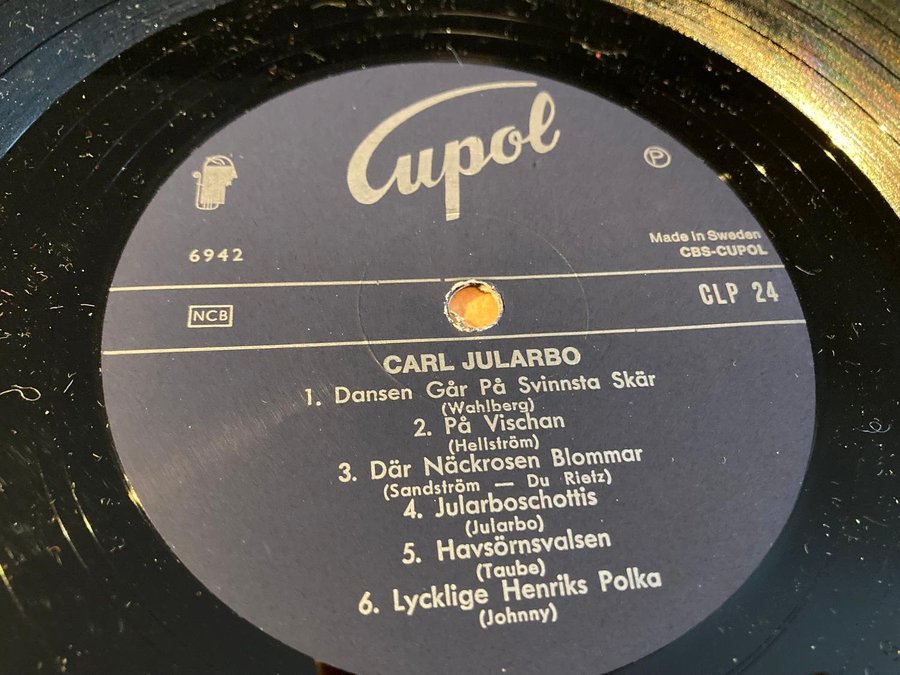 Cupol
℗
6942
Made in Sweden
CBS-CUPOL
NCB
CLP 24
CARL JULARBO
1. Dansen Går På Svinnsta Skär
(Wahlberg)
2. På Vischan
(Hellström)
3. Där Näckrosen Blommar
(Sandström — Du Rietz)
4. Jularboschottis
(Jularbo)
5. Havsörnsvalsen
(Taube)
6. Lycklige Henriks Polka
(Johnny)